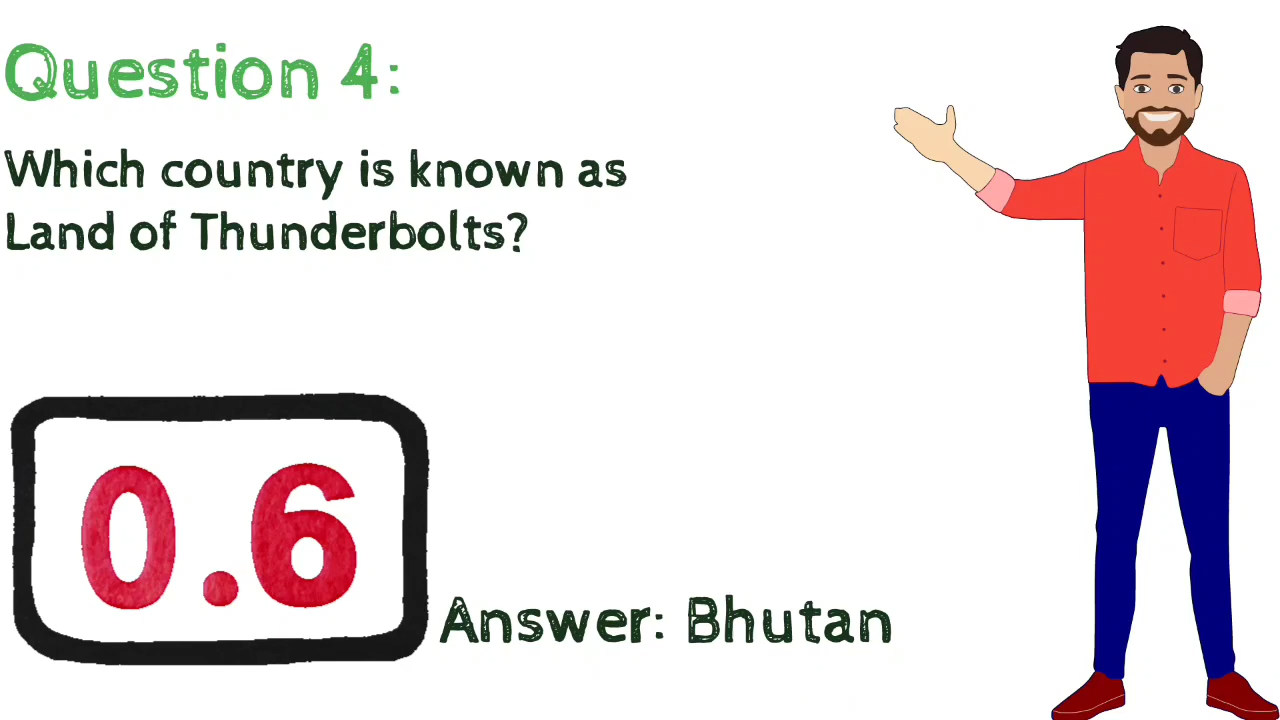 Question 4:
Which country is known as
Land of Thunderbolts?
0.6
Answer: Bhutan